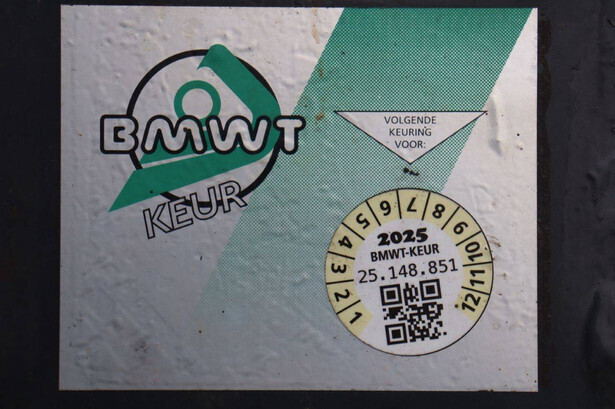 BMWT
KEUR
VOLGENDE
KEURING
VOOR:
1 2 3 4 5 6 7 8 9 10 11 12
2025
BMWT-KEUR
25.148.851